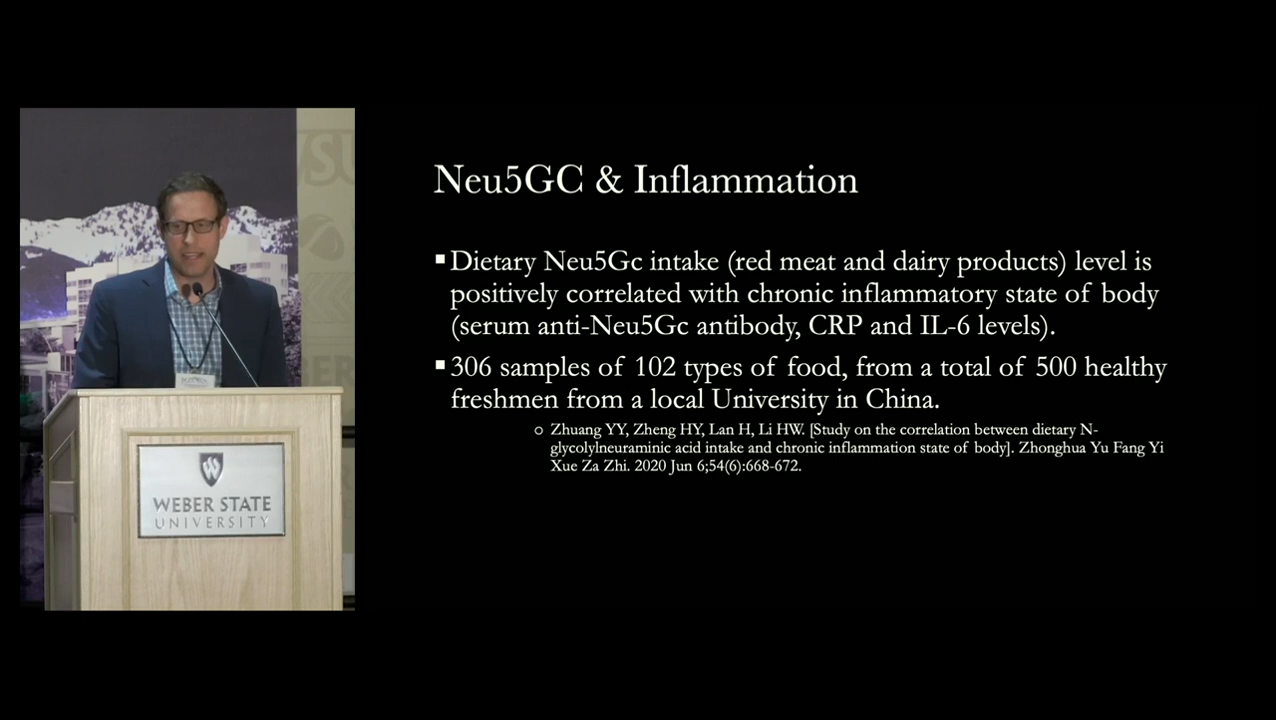 Neu5GC & Inflammation
▪Dietary Neu5Gc intake (red meat and dairy products) level is
positively correlated with chronic inflammatory state of body
(serum anti-Neu5Gc antibody, CRP and IL-6 levels).
▪306 samples of 102 types of food, from a total of 500 healthy
freshmen from a local University in China.
○ Zhuang YY, Zheng HY, Lan H, Li HW. [Study on the correlation between dietary N-
glycolylneuraminic acid intake and chronic inflammation state of body]. Zhonghua Yu Fang Yi
Xue Za Zhi. 2020 Jun 6;54(6):668-672.
WSU
WEBER STATE
UNIVERSITY